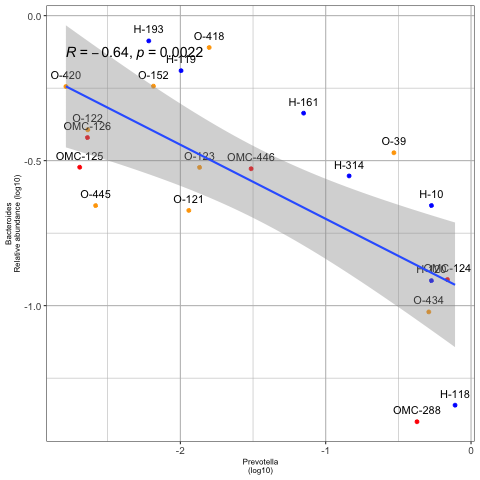 0.0
-0.5
-1.0
Bacteroides
Relative abundance (log10)
H-193
O-418
R = − 0.64, p = 0.0022
H-119
O-420
O-152
H-161
O-122
OMC-126
O-39
OMC-125
O-123
OMC-446
H-314
O-445
O-121
H-10
H-120
OMC-124
O-434
H-118
OMC-288
-2
-1
0
Prevotella
(log10)